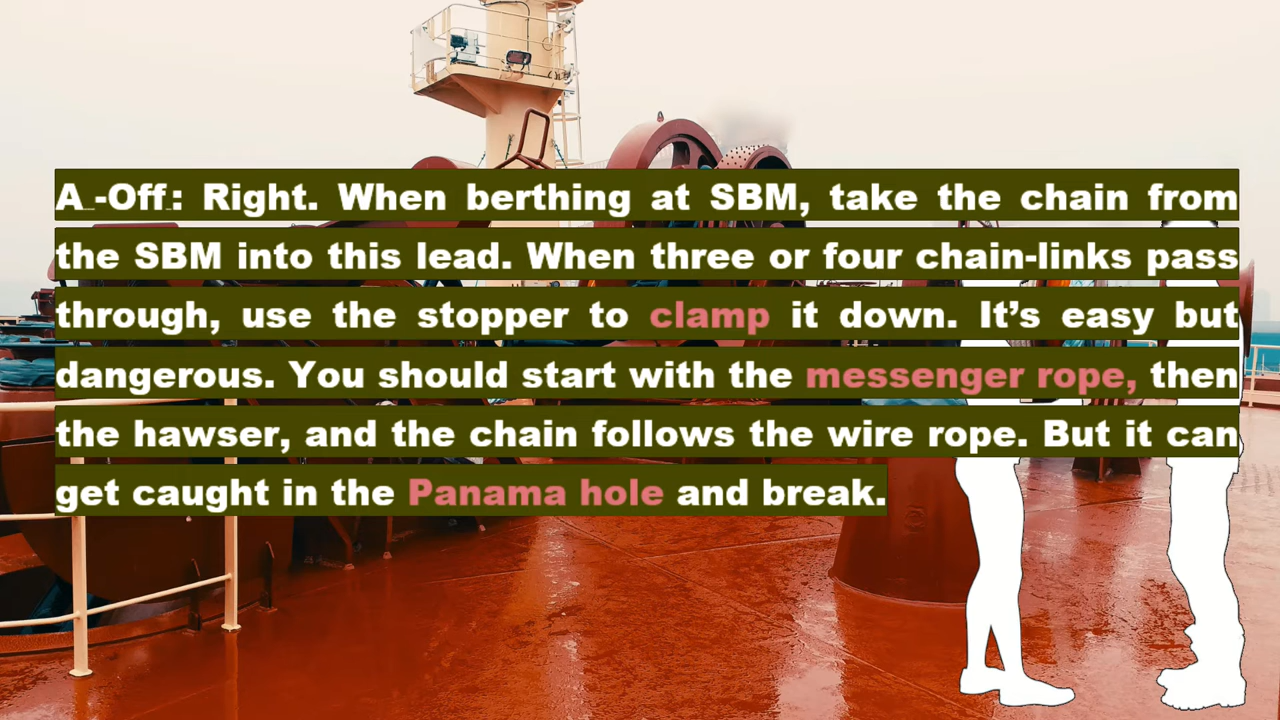 A_-Off : Right. When berthing at SBM, take the chain from
the SBM into this lead. When three or four chain-links pass
through, use the stopper to clamp it down. It’s easy but
dangerous. You should start with the messenger rope, then
the hawser, and the chain follows the wire rope. But it can
get caught in the Panama hole and break.